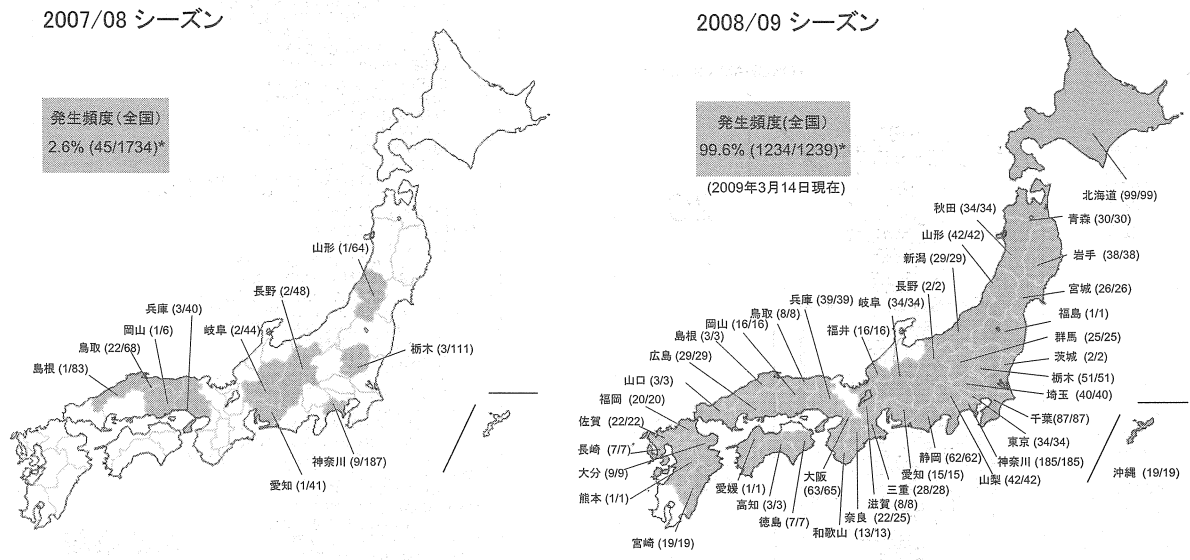 2007/08 シーズン
発生頻度（全国）
2.6% (45/1734)*
山形 (1/64)
長野 (2/48)
兵庫 (3/40)
岡山 (1/6)
岐阜 (2/44)
鳥取 (22/68)
栃木 (3/111)
島根 (1/83)
神奈川 (9/187)
愛知 (1/41)
2008/09 シーズン
発生頻度(全国）
99.6% (1234/1239)*
(2009年3月14日現在)
北海道 (99/99)
秋田 (34/34)
青森 (30/30)
山形 (42/42)
岩手 (38/38)
新潟 (29/29)
長野 (2/2)
宮城 (26/26)
兵庫 (39/39)
岐阜 (34/34)
鳥取 (8/8)
福島 (1/1)
岡山 (16/16)
福井 (16/16)
島根 (3/3)
群馬 (25/25)
広島 (29/29)
茨城 (2/2)
山口 (3/3)
栃木 (51/51)
埼玉 (40/40)
福岡 (20/20)
千葉(87/87)
佐賀 (22/22)
東京 (34/34)
長崎 (7/7)
静岡 (62/62)
神奈川 (185/185)
大分 (9/9)
愛知 (15/15)
山梨 (42/42)
沖縄 (19/19)
大阪
(63/65)
愛媛 (1/1)
三重 (28/28)
熊本 (1/1)
高知 (3/3)
滋賀 (8/8)
徳島 (7/7)
奈良 (22/25)
和歌山 (13/13)
宮崎 (19/19)